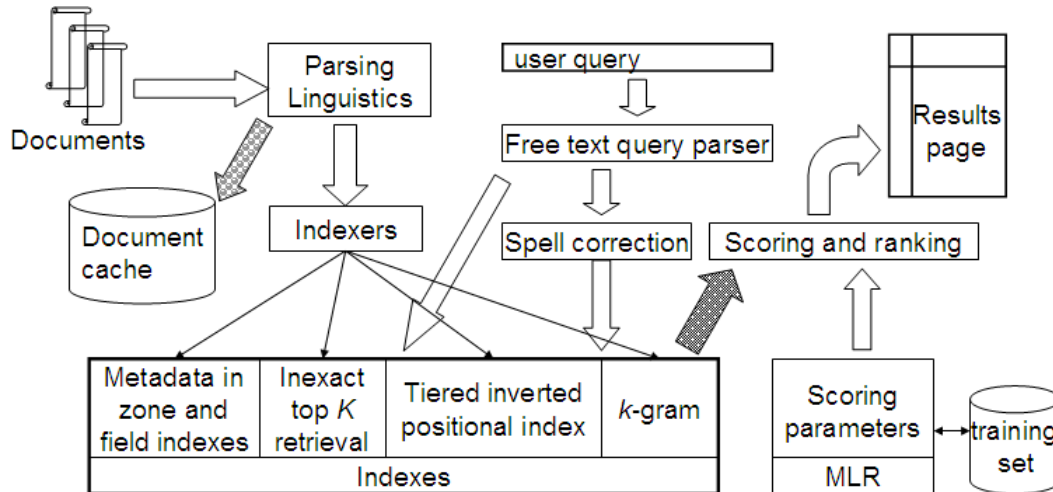 Documents
Parsing
Linguistics
user query
Results
page
Free text query parser
Document
cache
Indexers
Spell correction
Scoring and ranking
Metadata in
zone and
field indexes
Inexact
top K
retrieval
Tiered inverted
positional index
k-gram
Indexes
Scoring
parameters
MLR
training
set